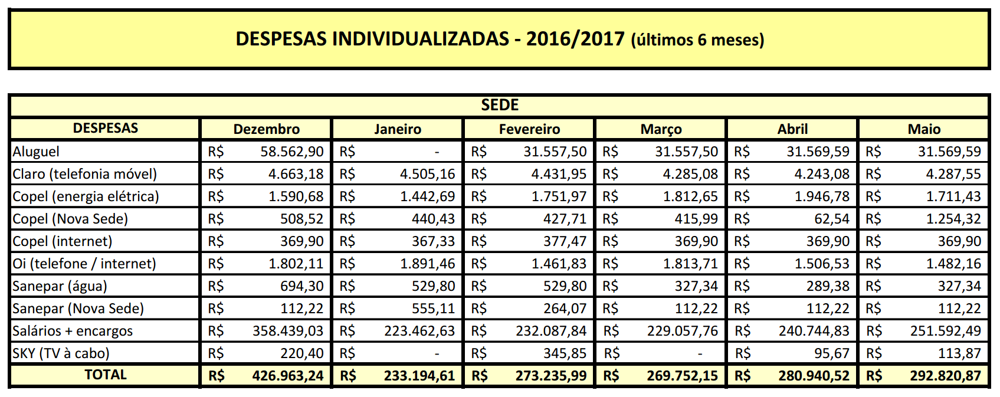 DESPESAS INDIVIDUALIZADAS - 2016/2017 (últimos 6 meses)
SEDE
DESPESAS Dezembro Janeiro Fevereiro Março Abril Maio
Aluguel R$ 58.562,90 R$ - R$ 31.557,50 R$ 31.557,50 R$ 31.569,59 R$ 31.569,59
Claro (telefonia móvel) R$ 4.663,18 R$ 4.505,16 R$ 4.431,95 R$ 4.285,08 R$ 4.243,08 R$ 4.287,55
Copel (energia elétrica) R$ 1.590,68 R$ 1.442,69 R$ 1.751,97 R$ 1.812,65 R$ 1.946,78 R$ 1.711,43
Copel (Nova Sede) R$ 508,52 R$ 440,43 R$ 427,71 R$ 415,99 R$ 62,54 R$ 1.254,32
Copel (internet) R$ 369,90 R$ 367,33 R$ 377,47 R$ 369,90 R$ 369,90 R$ 369,90
Oi (telefone / internet) R$ 1.802,11 R$ 1.891,46 R$ 1.461,83 R$ 1.813,71 R$ 1.506,53 R$ 1.482,16
Sanepar (água) R$ 694,30 R$ 529,80 R$ 529,80 R$ 327,34 R$ 289,38 R$ 327,34
Sanepar (Nova Sede) R$ 112,22 R$ 555,11 R$ 264,07 R$ 112,22 R$ 112,22 R$ 112,22
Salários + encargos R$ 358.439,03 R$ 223.462,63 R$ 232.087,84 R$ 229.057,76 R$ 240.744,83 R$ 251.592,49
SKY (TV à cabo) R$ 220,40 R$ - R$ 345,85 R$ - R$ 95,67 R$ 113,87
TOTAL R$ 426.963,24 R$ 233.194,61 R$ 273.235,99 R$ 269.752,15 R$ 280.940,52 R$ 292.820,87